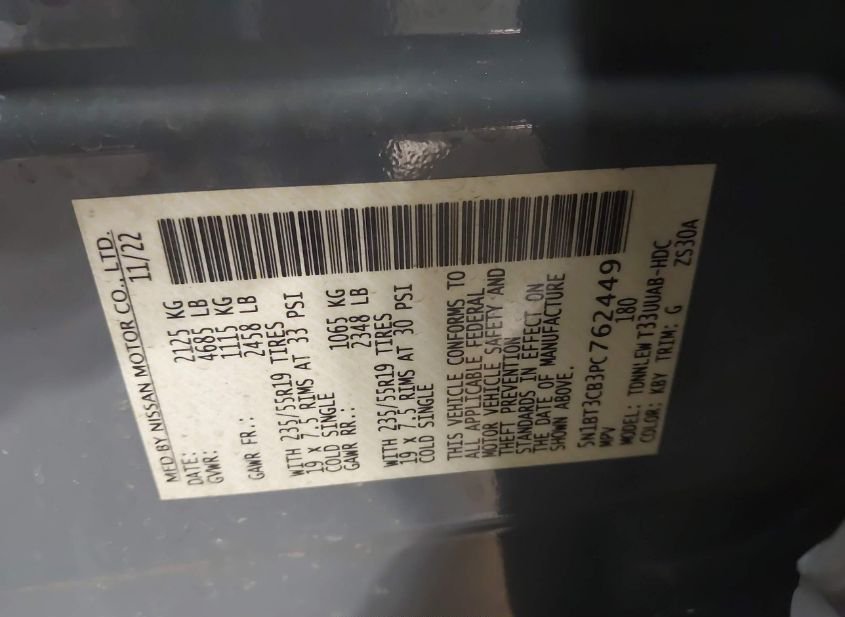 MFD BY NISSAN MOTOR CO., LTD.
DATE: 11/22
GVWR: 2125 KG
4685 LB
GAWR FR.: 1115 KG
2458 LB
WITH 235/55R19 TIRES
19 x 7.5 RIMS AT 33 PSI
COLD SINGLE
GAWR RR.: 1065 KG
2348 LB
WITH 235/55R19 TIRES
19 x 7.5 RIMS AT 30 PSI
COLD SINGLE
THIS VEHICLE CONFORMS TO
ALL APPLICABLE FEDERAL
MOTOR VEHICLE SAFETY AND
THEFT PREVENTION
STANDARDS IN EFFECT ON
THE DATE OF MANUFACTURE
SHOWN ABOVE.
5N1BT3CB3PC762449
MPV 180
MODEL: TDNNLEW T33UUAB-HDC
COLOR: KBY TRIM: G ZS30A